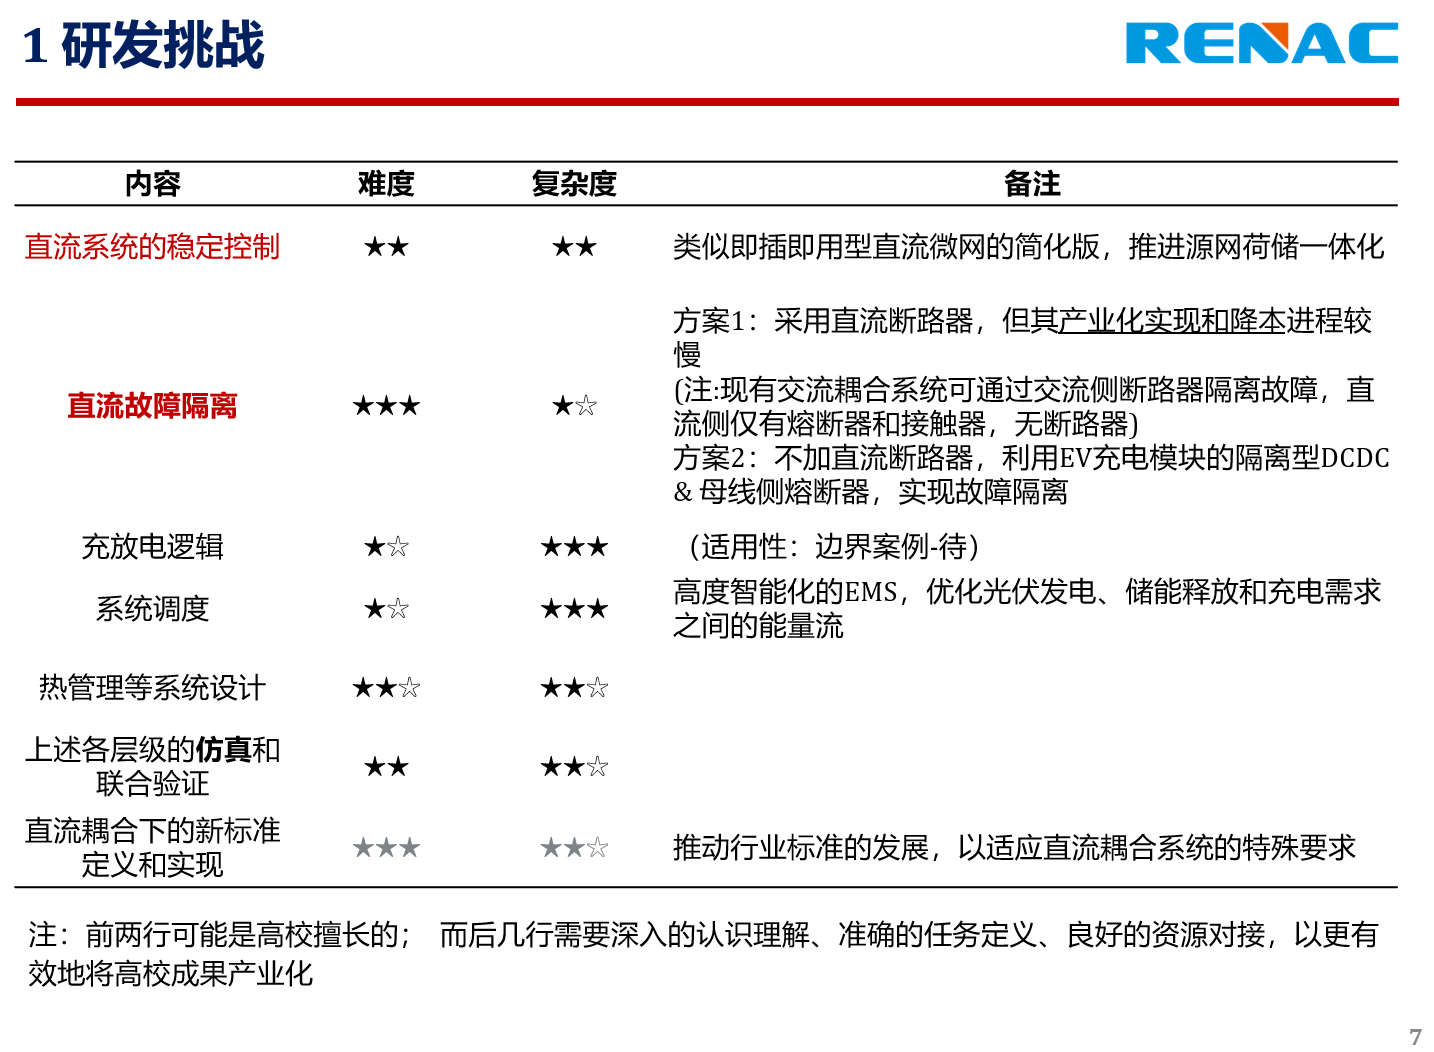 1 研发挑战
RENAC
内容 难度 复杂度 备注
直流系统的稳定控制 ★★ ★★ 类似即插即用型直流微网的简化版，推进源网荷储一体化
方案1：采用直流断路器，但其产业化实现和降本进程较
慢
(注:现有交流耦合系统可通过交流侧断路器隔离故障，直
直流故障隔离 ★★★ ★☆
流侧仅有熔断器和接触器，无断路器)
方案2：不加直流断路器，利用EV充电模块的隔离型DCDC
& 母线侧熔断器，实现故障隔离
充放电逻辑 ★☆ ★★★ （适用性：边界案例-待）
系统调度 ★☆ ★★★ 高度智能化的EMS，优化光伏发电、储能释放和充电需求
之间的能量流
热管理等系统设计 ★★☆ ★★☆
上述各层级的仿真和
联合验证 ★★ ★★☆
直流耦合下的新标准
定义和实现 ★★★ ★★☆ 推动行业标准的发展，以适应直流耦合系统的特殊要求
注：前两行可能是高校擅长的； 而后几行需要深入的认识理解、准确的任务定义、良好的资源对接，以更有
效地将高校成果产业化
7